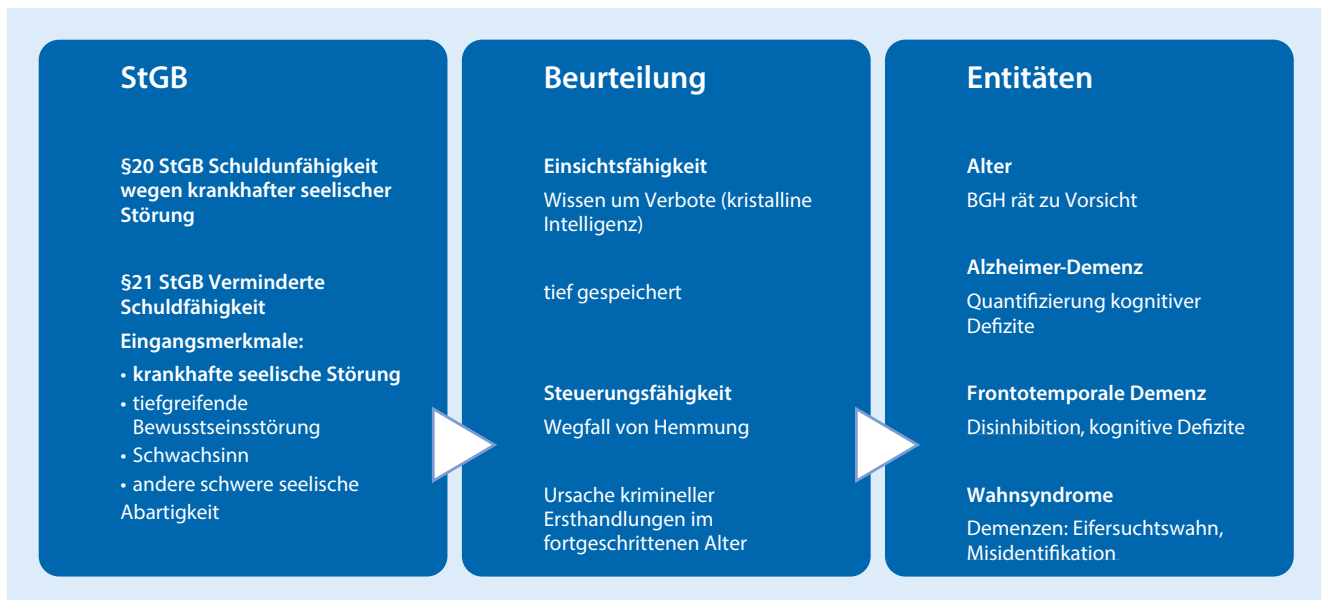 StGB
§20 StGB Schuldunfähigkeit
wegen krankhafter seelischer
Störung
§21 StGB Verminderte
Schuldfähigkeit
Eingangsmerkmale:
• krankhafte seelische Störung
• tiefgreifende
Bewusstseinsstörung
• Schwachsinn
• andere schwere seelische
Abartigkeit
Beurteilung
Einsichtsfähigkeit
Wissen um Verbote (kristalline
Intelligenz)
tief gespeichert
Steuerungsfähigkeit
Wegfall von Hemmung
Ursache krimineller
Ersthandlungen im
fortgeschrittenen Alter
Entitäten
Alter
BGH rät zu Vorsicht
Alzheimer-Demenz
Quantifizierung kognitiver
Defizite
Frontotemporale Demenz
Disinhibition, kognitive Defizite
Wahnsyndrome
Demenzen: Eifersuchtswahn,
Misidentifikation